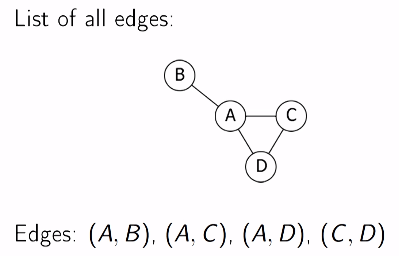 List of all edges:
B
A
C
D
Edges: (A, B), (A, C), (A, D), (C, D)